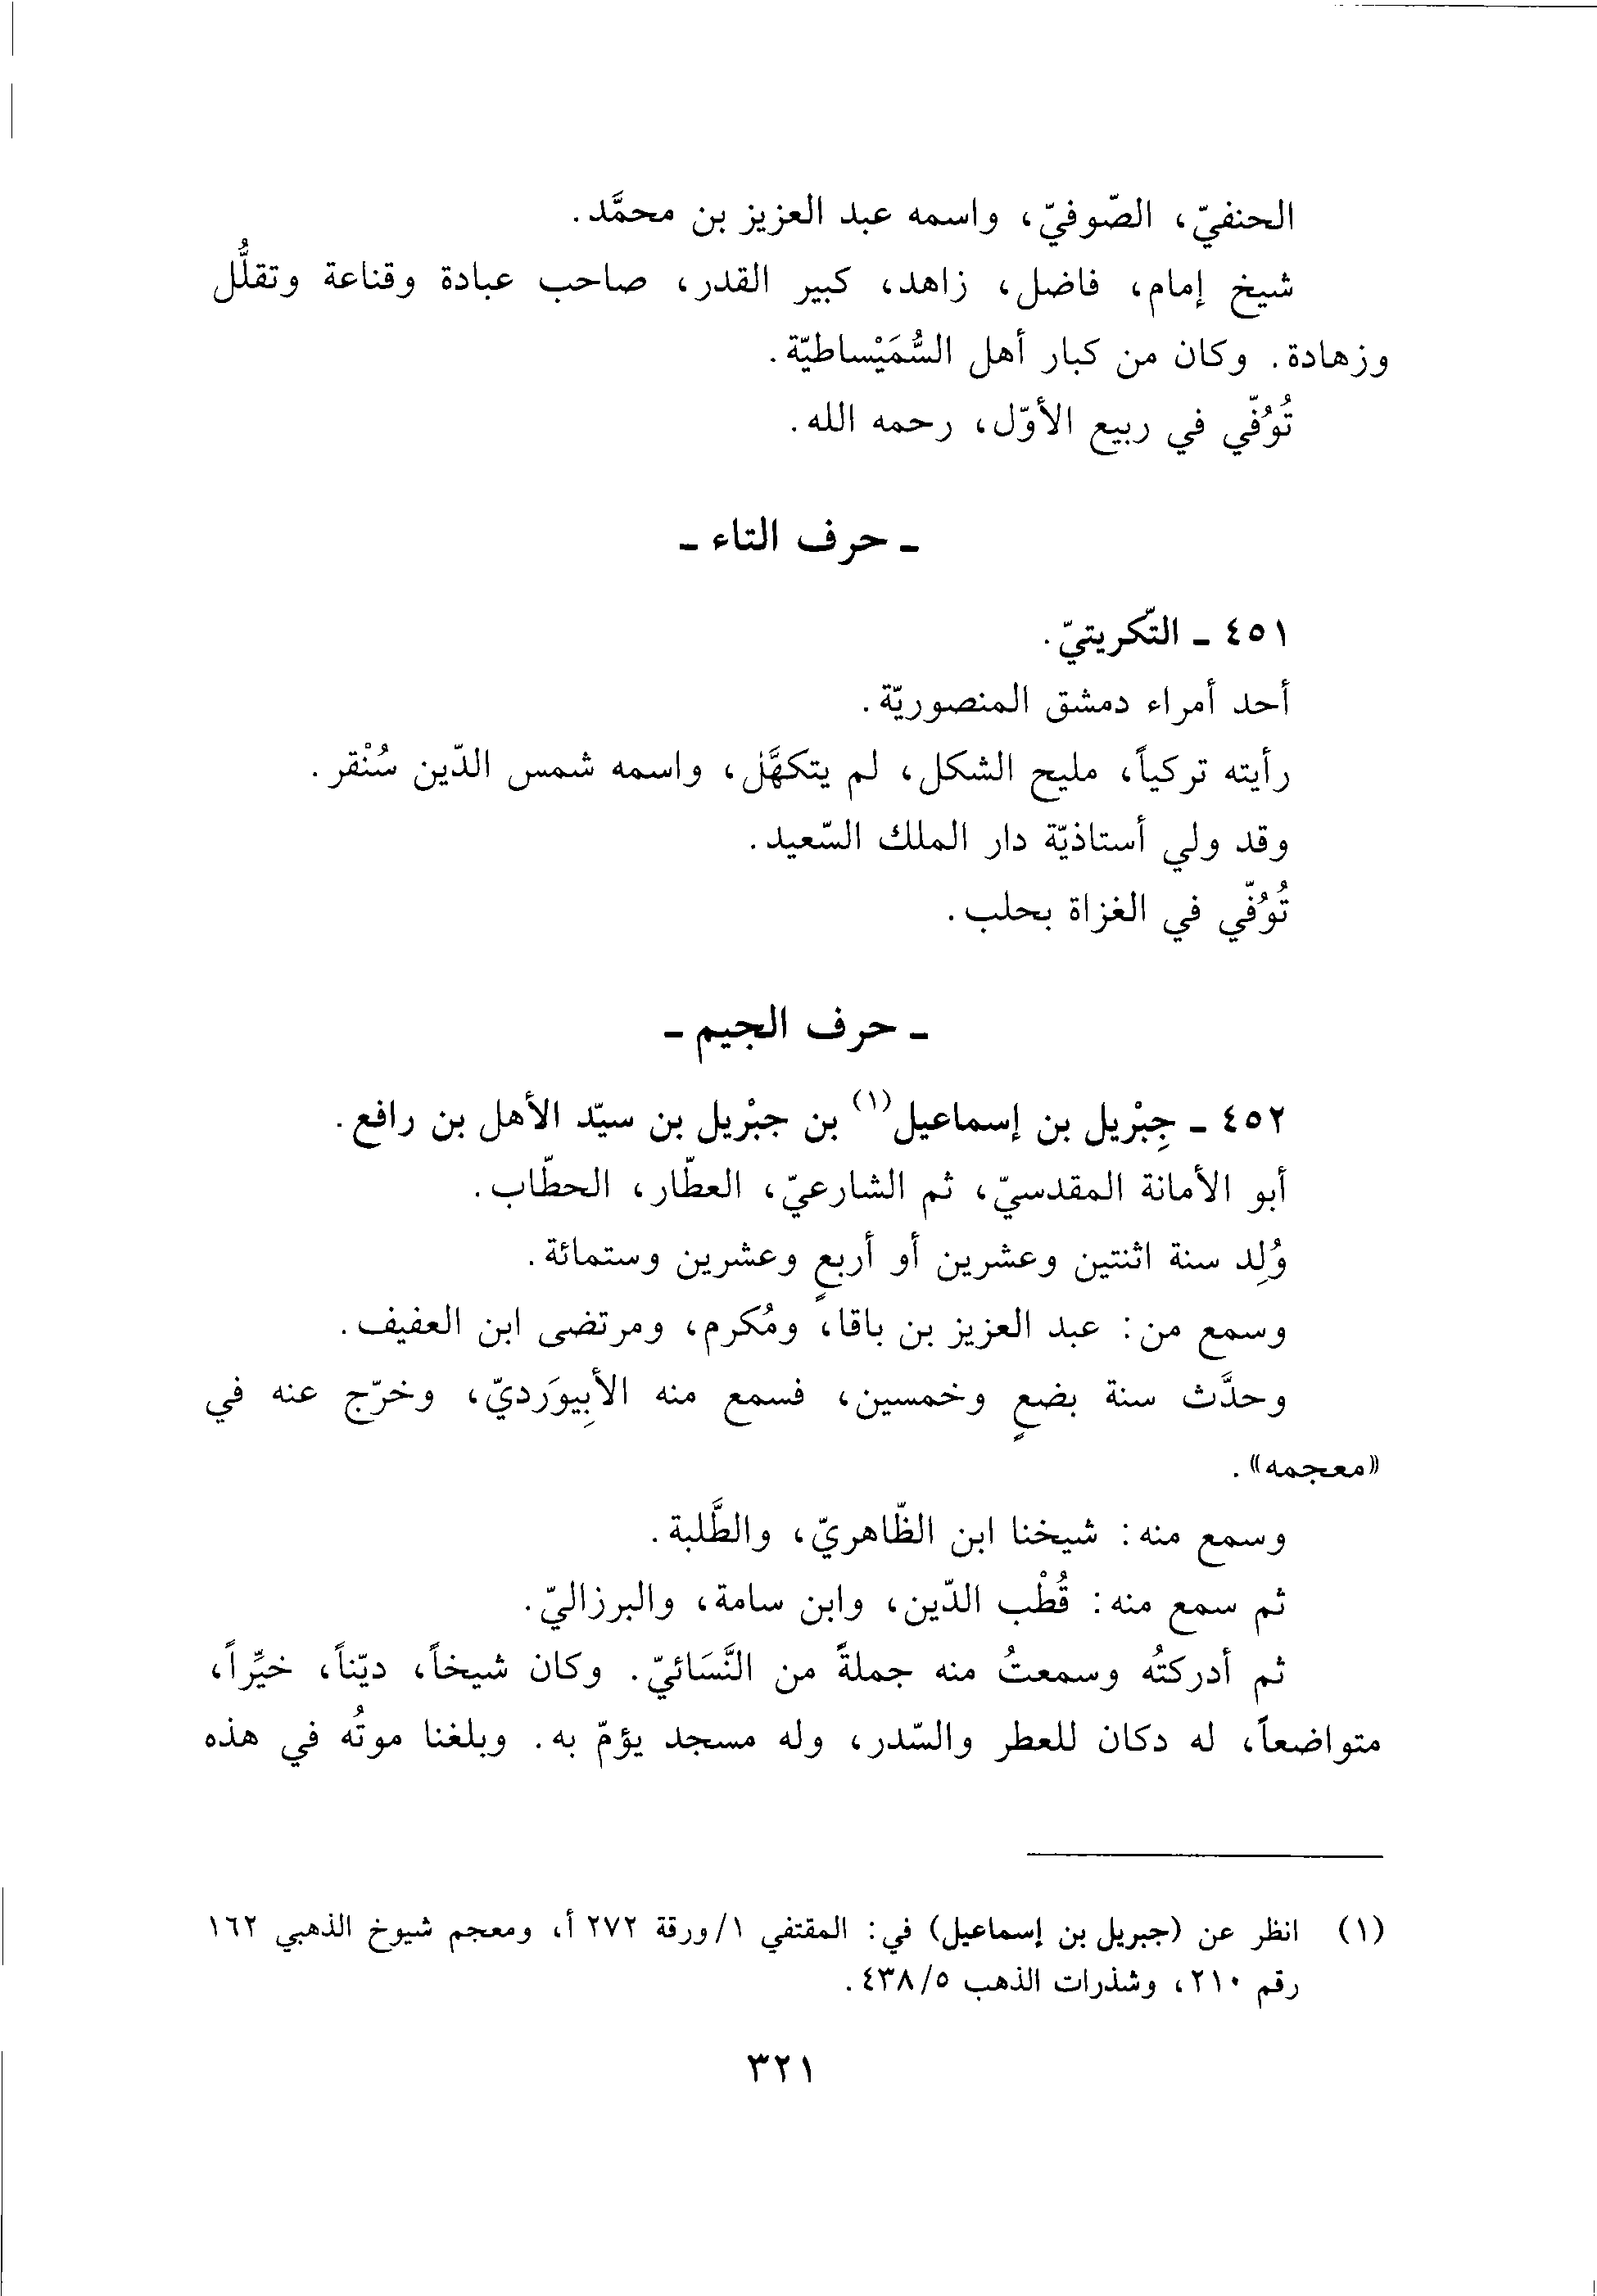 الحنفيّ، الصّوفيّ، واسمه عبد العزيز بن محمَّد.
شيخ إمام، فاضل، زاهد، كبير القدر، صاحب عبادة وقناعة وتقلُّل
وزهادة. وكان من كبار أهل السُّمَيْساطيّة.
تُوُفّي في ربيع الأوّل، رحمه الله.
ـ حرف التاء ـ
٤٥١ ـ التّكريتيّ.
أحد أمراء دمشق المنصوريّة.
رأيته تركياً، مليح الشكل، لم يتكهَّل، واسمه شمس الدّين سُنْقر.
وقد ولي أستاذيّة دار الملك السّعيد.
تُوُفّي في الغزاة بحلب.
ـ حرف الجيم ـ
٤٥٢ ـ جِبْريل بن إسماعيل(١) بن جبْريل بن سيّد الأهل بن رافع.
أبو الأمانة المقدسيّ، ثم الشارعيّ، العطّار، الحطّاب.
وُلِد سنة اثنتين وعشرين أو أربعٍ وعشرين وستمائة.
وسمع من: عبد العزيز بن باقا، ومُكرم، ومرتضى ابن العفيف.
وحدَّث سنة بضعٍ وخمسين، فسمع منه الأبِيوَرديّ، وخرّج عنه في
«معجمه».
وسمع منه: شيخنا ابن الظّاهريّ، والطَّلبة.
ثم سمع منه: قُطْب الدّين، وابن سامة، والبرزاليّ.
ثم أدركتُه وسمعتُ منه جملةً من النَّسَائيّ. وكان شيخاً، ديّناً، خيِّراً،
متواضعاً، له دكان للعطر والسّدر، وله مسجد يؤمّ به. وبلغنا موتُه في هذه
(١) انظر عن (جبريل بن إسماعيل) في: المقتفي ١/ورقة ٢٧٢ أ، ومعجم شيوخ الذهبي ١٦٢
رقم ٢١٠، وشذرات الذهب ٤٣٨/٥.
٣٢١